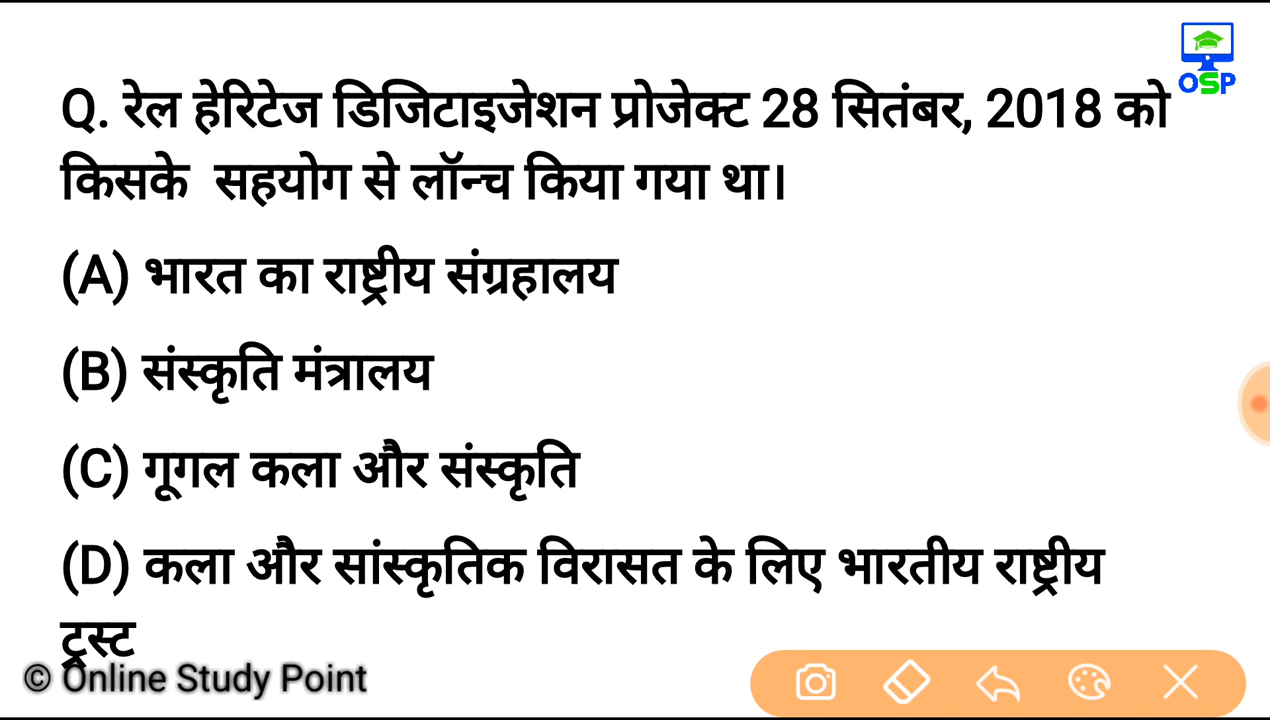 OSP
Q. रेल हेरिटेज डिजिटाइजेशन प्रोजेक्ट 28 सितंबर, 2018 को
किसके सहयोग से लॉन्च किया गया था।
(A) भारत का राष्ट्रीय संग्रहालय
(B) संस्कृति मंत्रालय
(C) गूगल कला और संस्कृति
(D) कला और सांस्कृतिक विरासत के लिए भारतीय राष्ट्रीय
ट्रस्ट
© Online Study Point